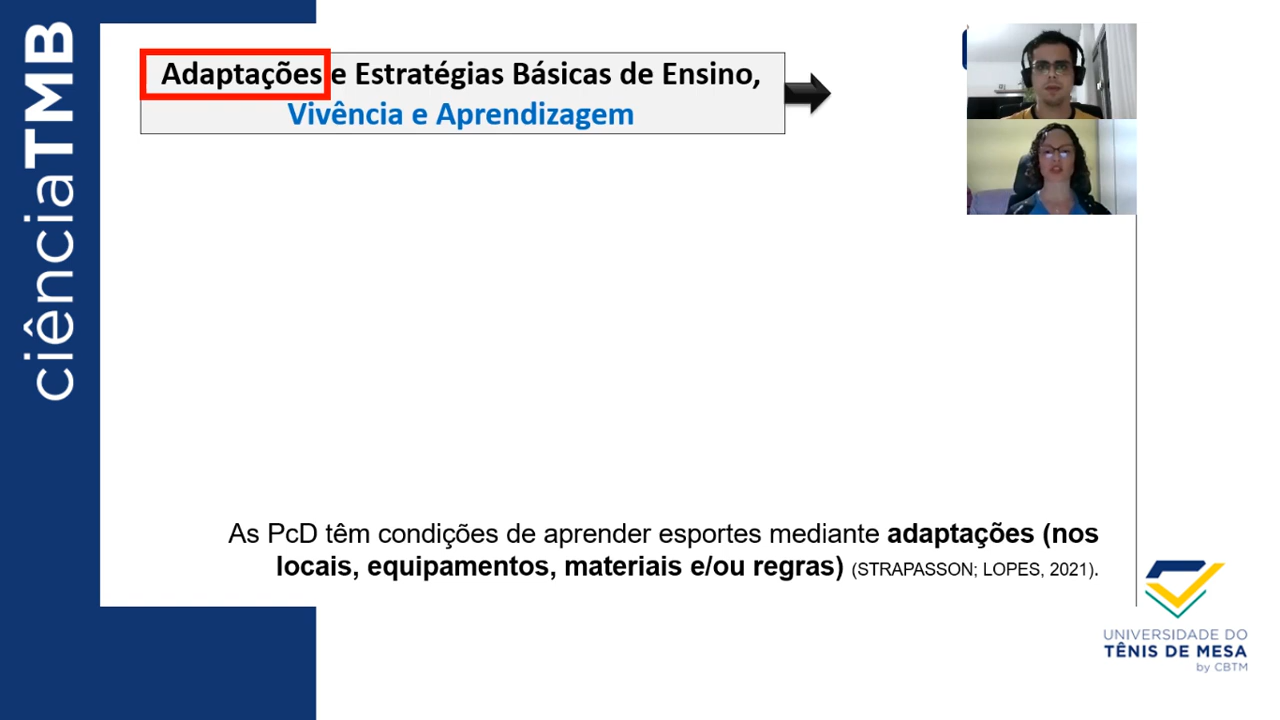 ciênciaTMB
Adaptações e Estratégias Básicas de Ensino,
Vivência e Aprendizagem
As PcD têm condições de aprender esportes mediante adaptações (nos
locais, equipamentos, materiais e/ou regras) (STRAPASSON; LOPES, 2021).
UNIVERSIDADE DO
TÊNIS DE MESA
by CBTM